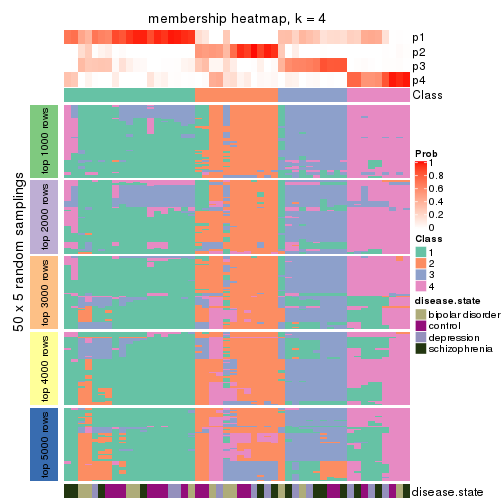 membership heatmap, k = 4
p1
p2
p3
p4
Class
50 x 5 random samplings
top 1000 rows
top 2000 rows
top 3000 rows
top 4000 rows
top 5000 rows
disease.state
Prob
1
0.8
0.6
0.4
0.2
0
Class
1
2
3
4
disease.state
bipolar disorder
control
depression
schizophrenia